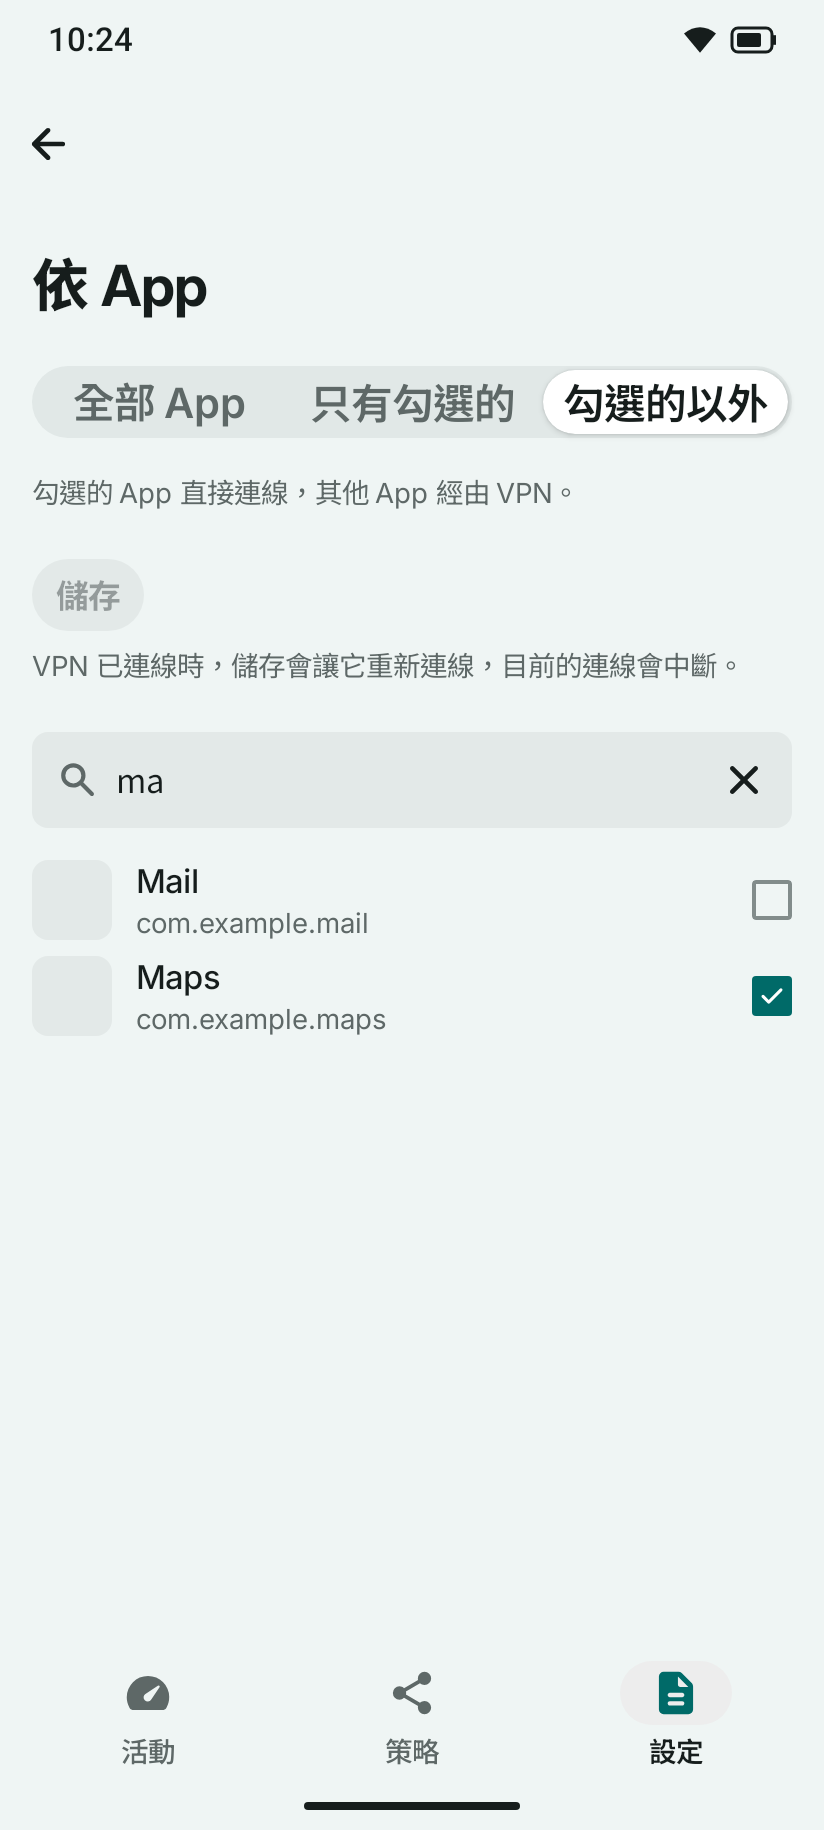 10:24
依 App
全部 App
只有勾選的
勾選的以外
勾選的 App 直接連線，其他 App 經由 VPN。
儲存
VPN 已連線時，儲存會讓它重新連線，目前的連線會中斷。
ma
Mail
com.example.mail
Maps
com.example.maps
活動
策略
設定